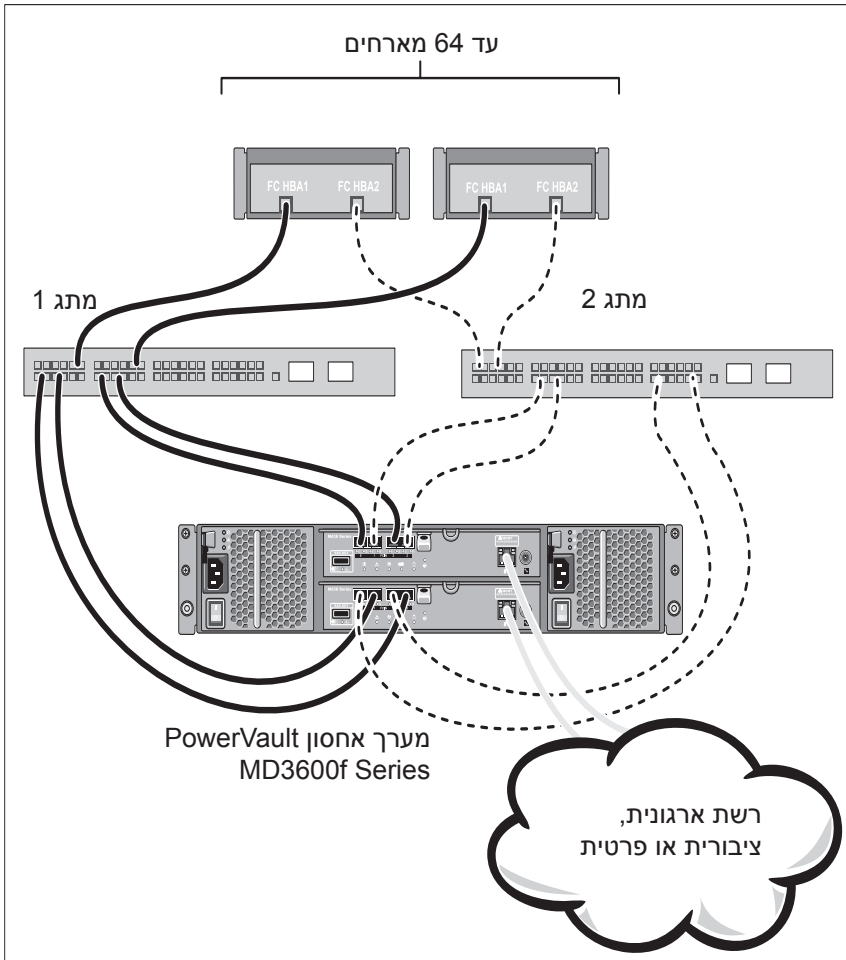 עד 64 מארחים
FC HBA1
FC HBA2
FC HBA1
FC HBA2
מתג 1
מתג 2
מערך אחסון PowerVault
MD3600f Series
רשת ארגונית,
ציבורית או פרטית